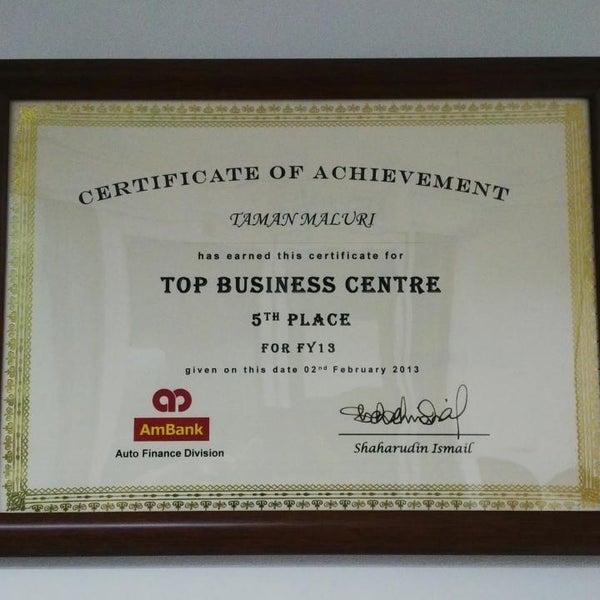 CERTIFICATE OF ACHIEVEMENT
TAMAN MALURI
has earned this certificate for
TOP BUSINESS CENTRE
5TH PLACE
FOR FY13
given on this date 02nd February 2013
AmBank
Auto Finance Division
Shaharudin Ismail